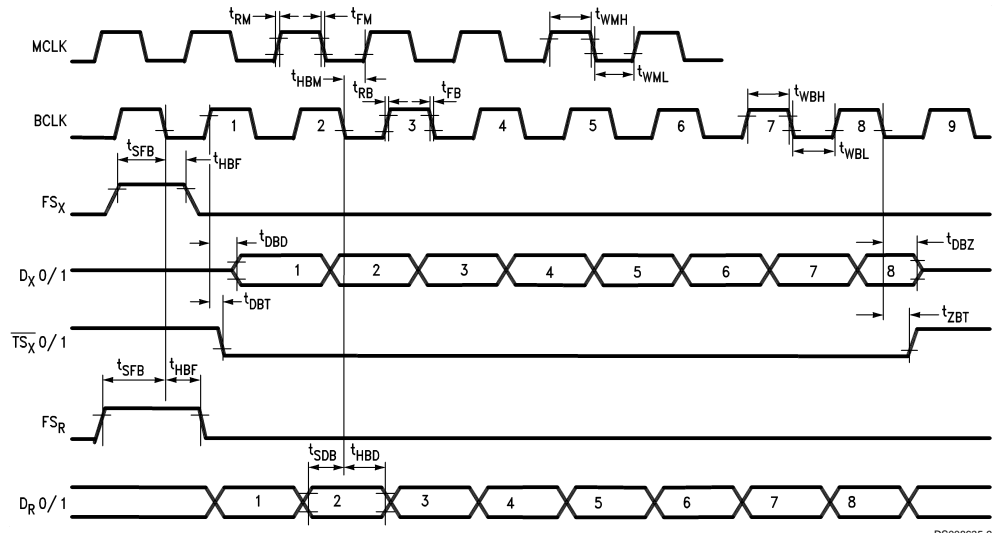 tRM tFM tWMH
MCLK
tHBM tWML
tRB tFB tWBH
BCLK 1 2 3 4 5 6 7 8 9
tSFB tHBF tWBL
FSX
tDBD tDBZ
DX 0/1 1 2 3 4 5 6 7 8
tDBT tZBT
TSX 0/1
tSFB tHBF
FSR
tSDB tHBD
DR 0/1 1 2 3 4 5 6 7 8